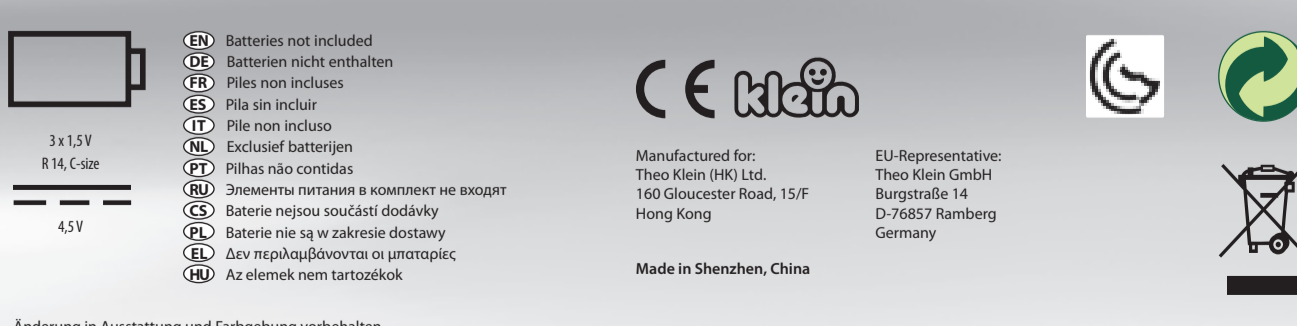 3 x 1,5 V
R 14, C-size
4,5 V
EN Batteries not included
DE Batterien nicht enthalten
FR Piles non incluses
ES Pila sin incluir
IT Pile non incluso
NL Exclusief batterijen
PT Pilhas não contidas
RU Элементы питания в комплект не входят
CS Baterie nejsou součástí dodávky
PL Baterie nie są w zakresie dostawy
EL Δεν περιλαμβάνονται οι μπαταρίες
HU Az elemek nem tartozékok
CE klein
Manufactured for:
Theo Klein (HK) Ltd.
160 Gloucester Road, 15/F
Hong Kong
Made in Shenzhen, China
EU-Representative:
Theo Klein GmbH
Burgstraße 14
D-76857 Ramberg
Germany
Änderung in Ausstattung und Farbgebung vorbehalten